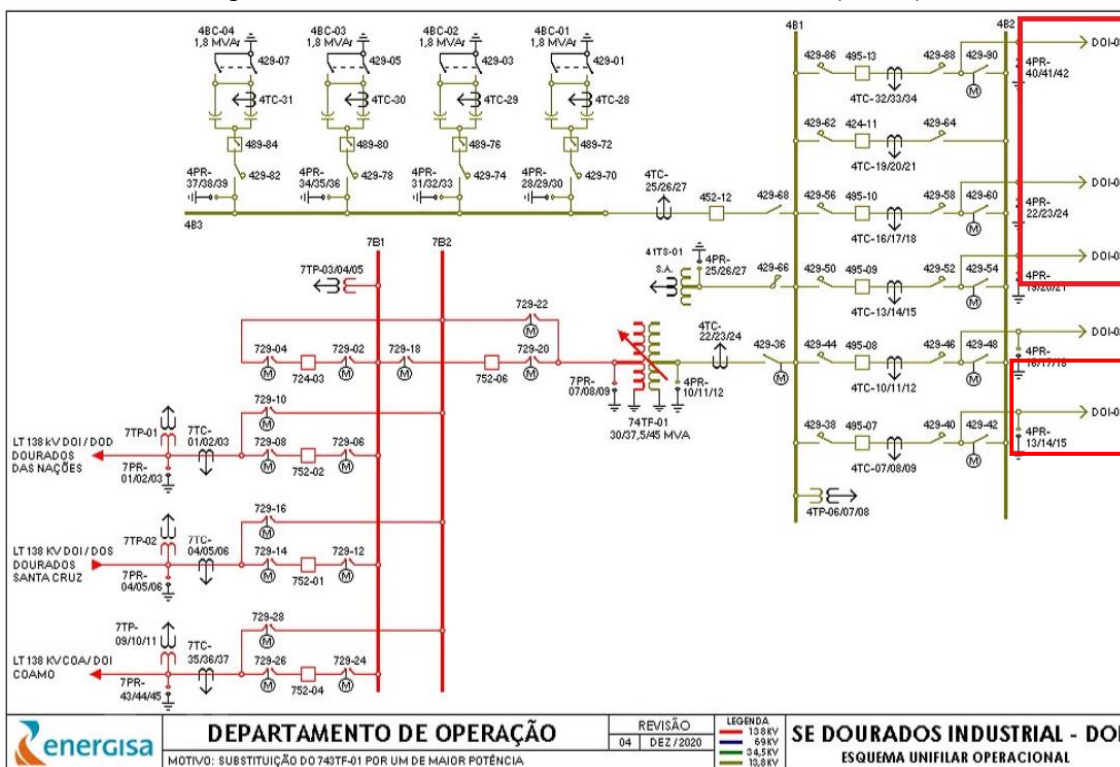 4BC-04
1,8 MVAr
4BC-03
1,8 MVAr
4BC-02
1,8 MVAr
4BC-01
1,8 MVAr
429-07
429-05
429-03
429-01
4TC-31
4TC-30
4TC-29
4TC-28
489-84
489-80
489-76
489-72
4PR-
37/38/39
429-82
4PR-
34/35/36
429-78
4PR-
31/32/33
429-74
4PR-
28/29/30
429-70
4B3
4TC-
25/26/27
452-12
429-68
4B1
4B2
429-86
495-13
429-88
429-90
4TC-32/33/34
M
4PR-
40/41/42
429-62
424-11
429-64
4TC-19/20/21
429-56
495-10
429-58
429-60
4TC-16/17/18
M
4PR-
22/23/24
41TS-01
S.A.
4PR-
25/26/27
429-66
429-50
495-09
429-52
429-54
4TC-13/14/15
M
4PR-
19/20/21
7B1
7B2
7TP-03/04/05
729-22
M
729-04
M
724-03
729-02
M
729-18
M
752-06
729-20
M
7PR-
07/08/09
74TF-01
30/37,5/45 MVA
4PR-
10/11/12
4TC-
22/23/24
429-36
M
429-44
495-08
429-46
429-48
4TC-10/11/12
M
4PR-
16/17/18
429-38
495-07
429-40
429-42
4TC-07/08/09
M
4PR-
13/14/15
4TP-06/07/08
LT 138 kV DOI / DOD
DOURADOS
DAS NAÇÕES
7TP-01
7PR-
01/02/03
7TC-
01/02/03
729-10
M
729-08
M
752-02
729-06
M
LT 138 KV DOI / DOS
DOURADOS
SANTA CRUZ
7TP-02
7PR-
04/05/06
7TC-
04/05/06
729-16
M
729-14
M
752-01
729-12
M
LT 138 KV COA / DOI
COAMO
7TP-
09/10/11
7PR-
43/44/45
7TC-
35/36/37
729-28
M
729-26
M
752-04
729-24
M
energisa
DEPARTAMENTO DE OPERAÇÃO
MOTIVO: SUBSTITUIÇÃO DO 743TF-01 POR UM DE MAIOR POTÊNCIA
REVISÃO
04 DEZ / 2020
LEGENDA
138KV
69KV
34,5KV
13,8KV
SE DOURADOS INDUSTRIAL - DOI
ESQUEMA UNIFILAR OPERACIONAL